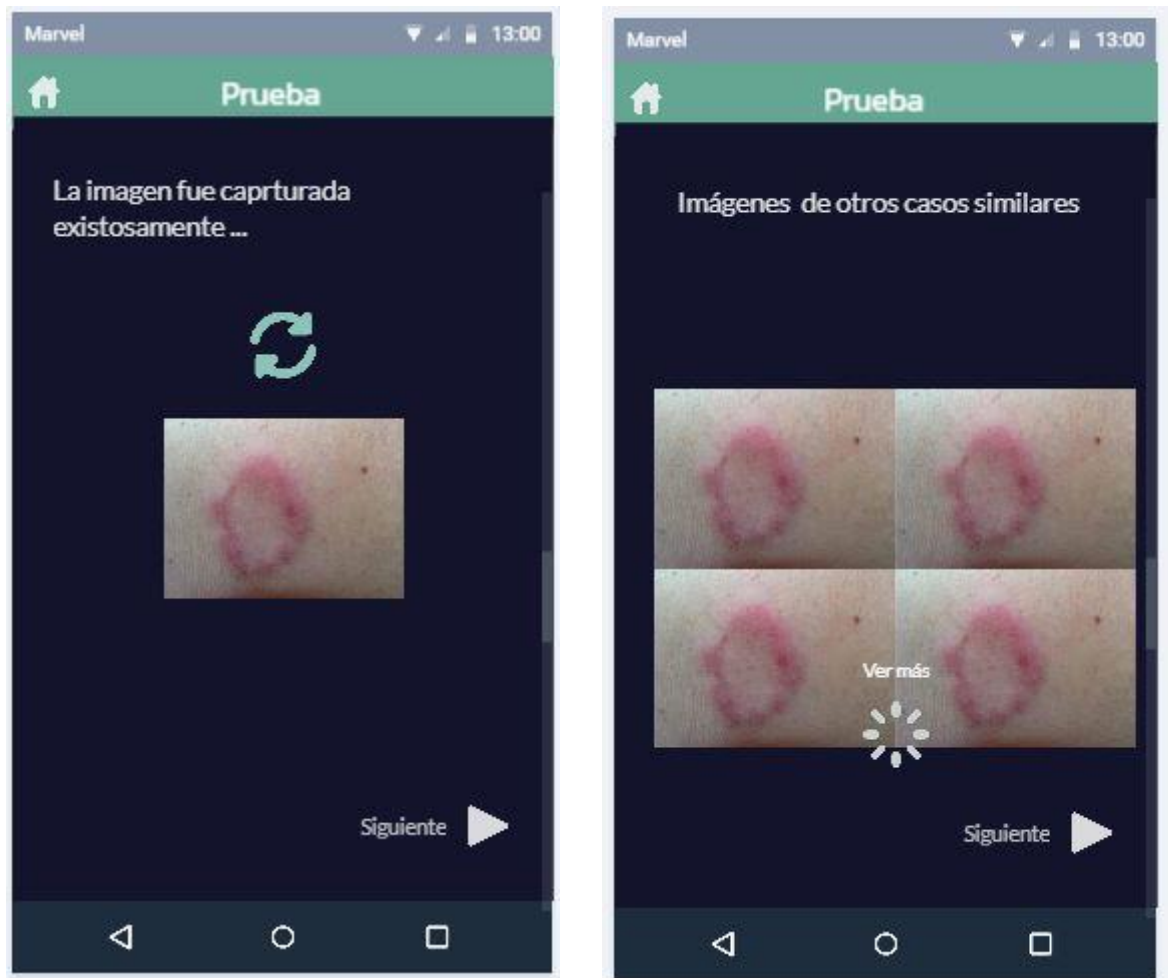 Marvel 13:00
Prueba
La imagen fue caprturada
existosamente ...
Siguiente
Marvel 13:00
Prueba
Imágenes de otros casos similares
Ver más
Siguiente